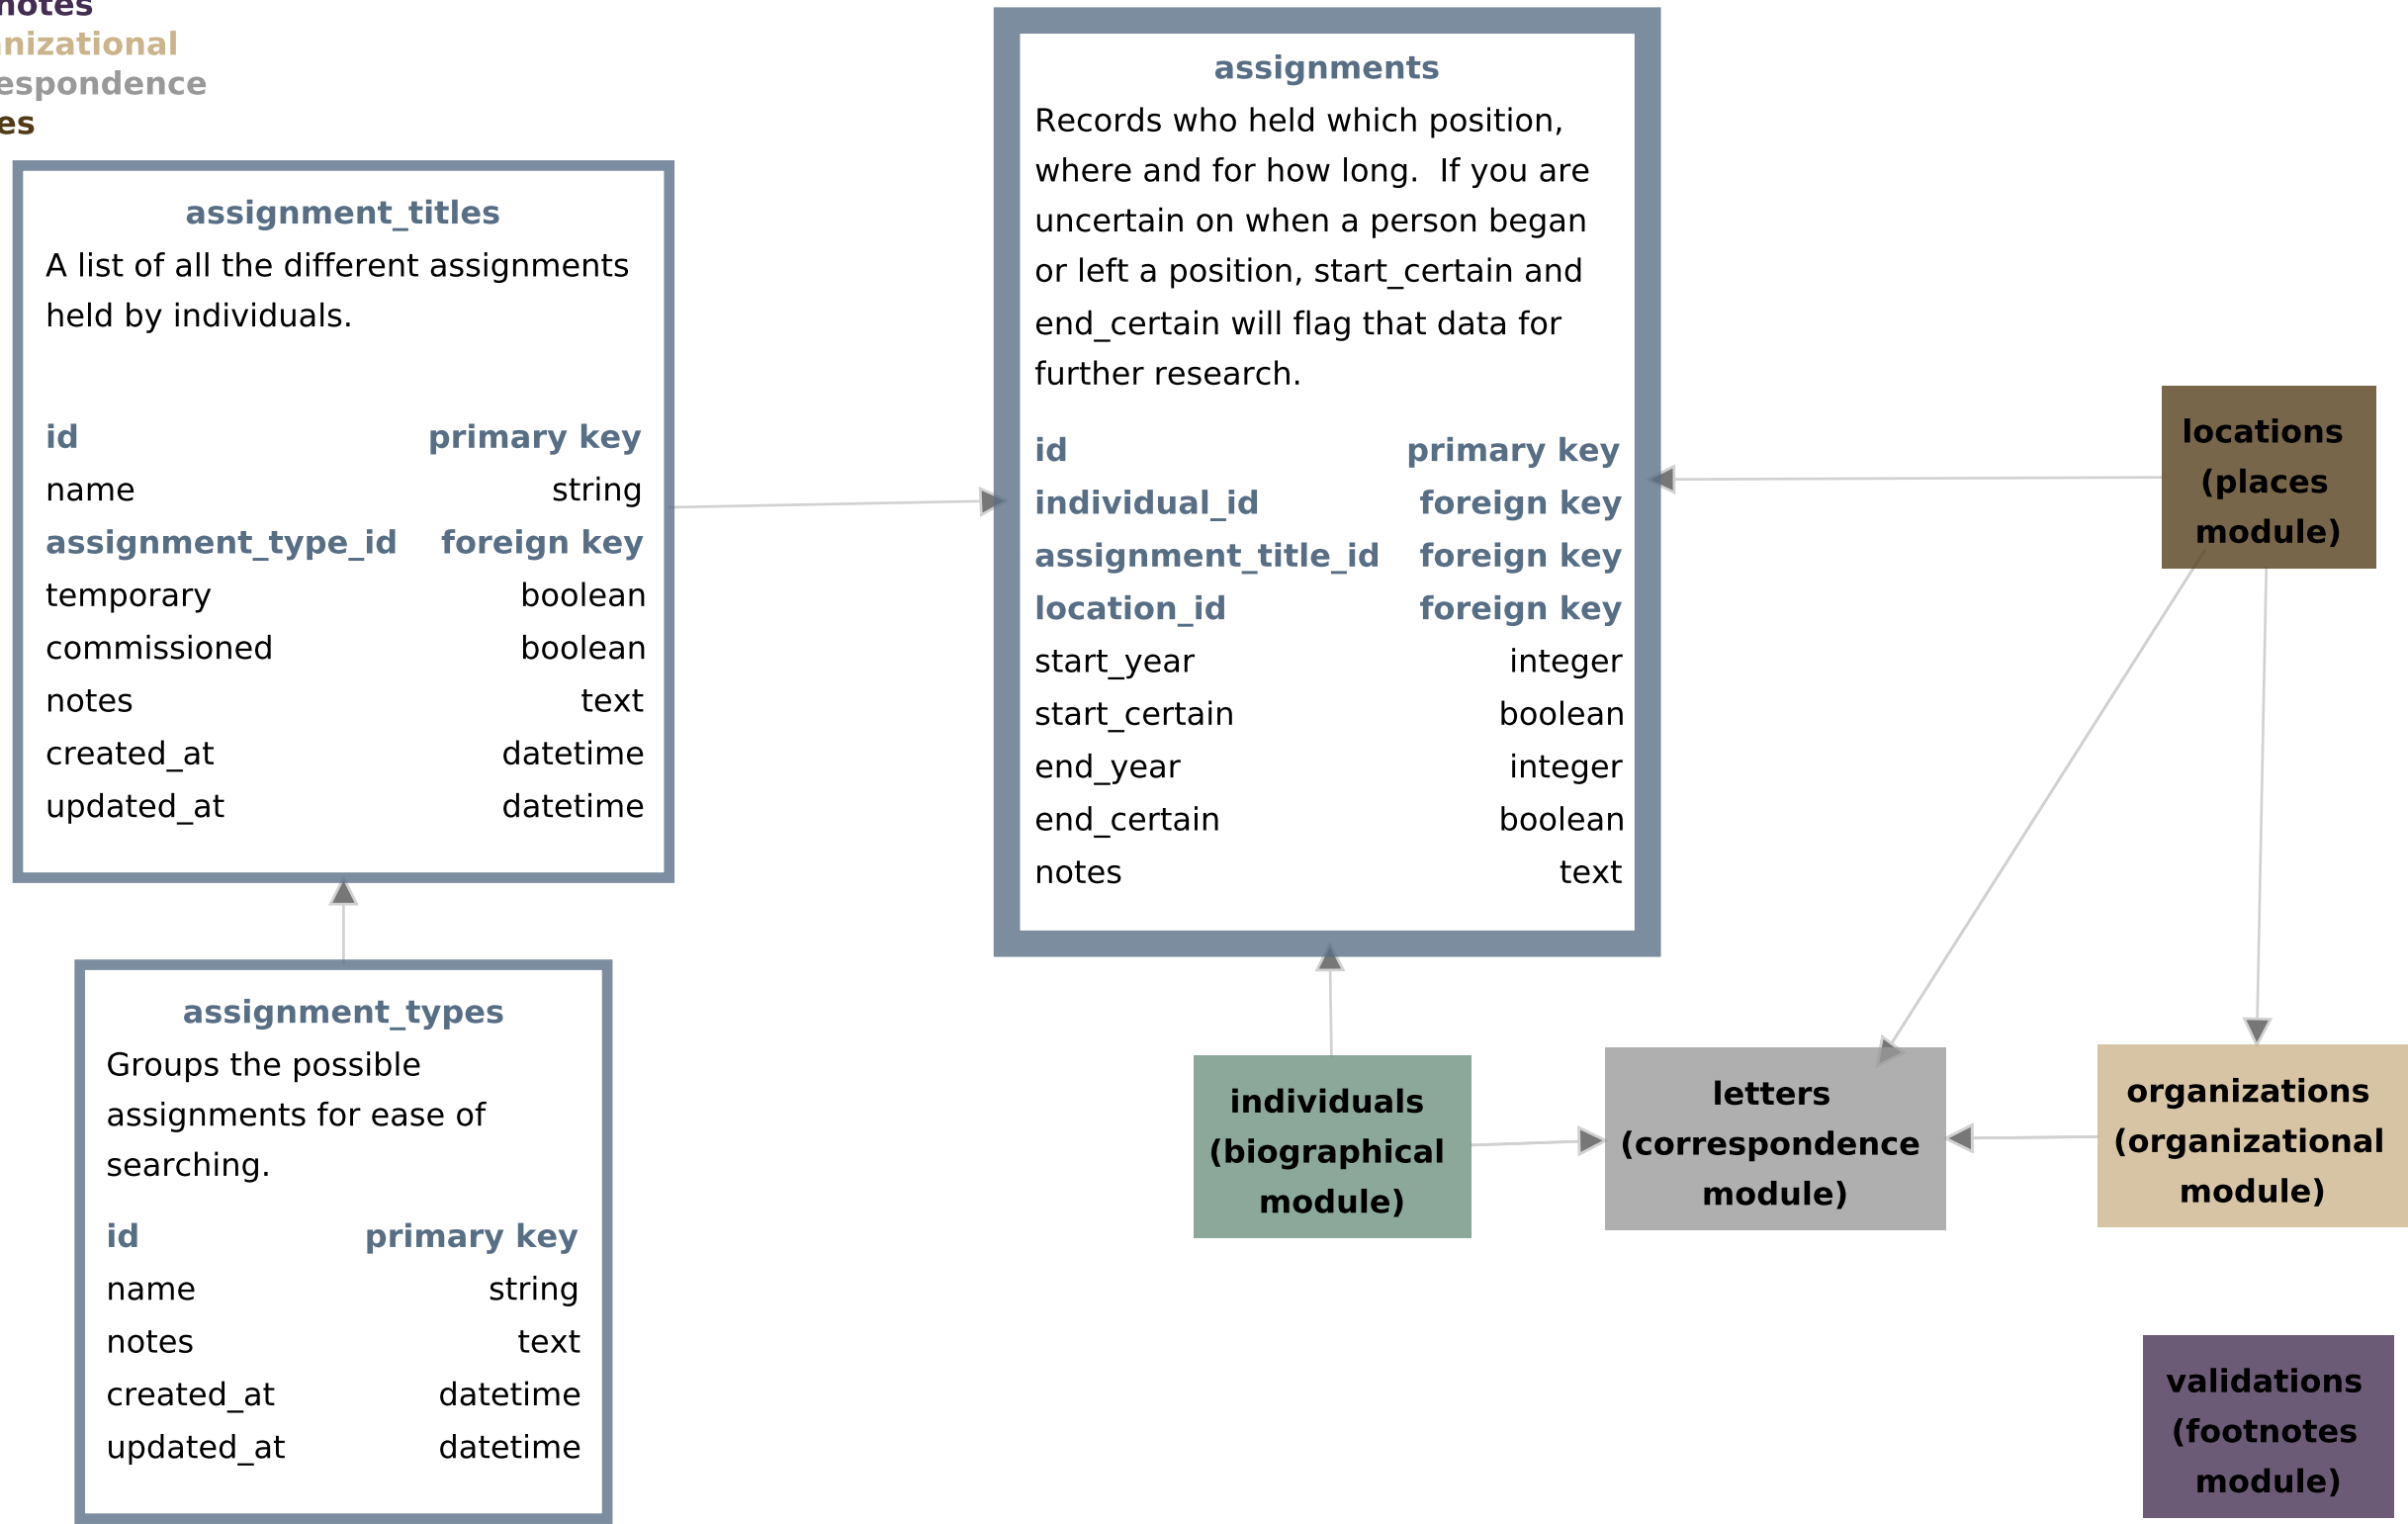 notes
nizational
espondence
es
assignment_titles
A list of all the different assignments
held by individuals.
id primary key
name string
assignment_type_id foreign key
temporary boolean
commissioned boolean
notes text
created_at datetime
updated_at datetime
assignment_types
Groups the possible
assignments for ease of
searching.
id primary key
name string
notes text
created_at datetime
updated_at datetime
assignments
Records who held which position,
where and for how long.  If you are
uncertain on when a person began
or left a position, start_certain and
end_certain will flag that data for
further research.
id primary key
individual_id foreign key
assignment_title_id foreign key
location_id foreign key
start_year integer
start_certain boolean
end_year integer
end_certain boolean
notes text
locations
(places
module)
individuals
(biographical
module)
letters
(correspondence
module)
organizations
(organizational
module)
validations
(footnotes
module)